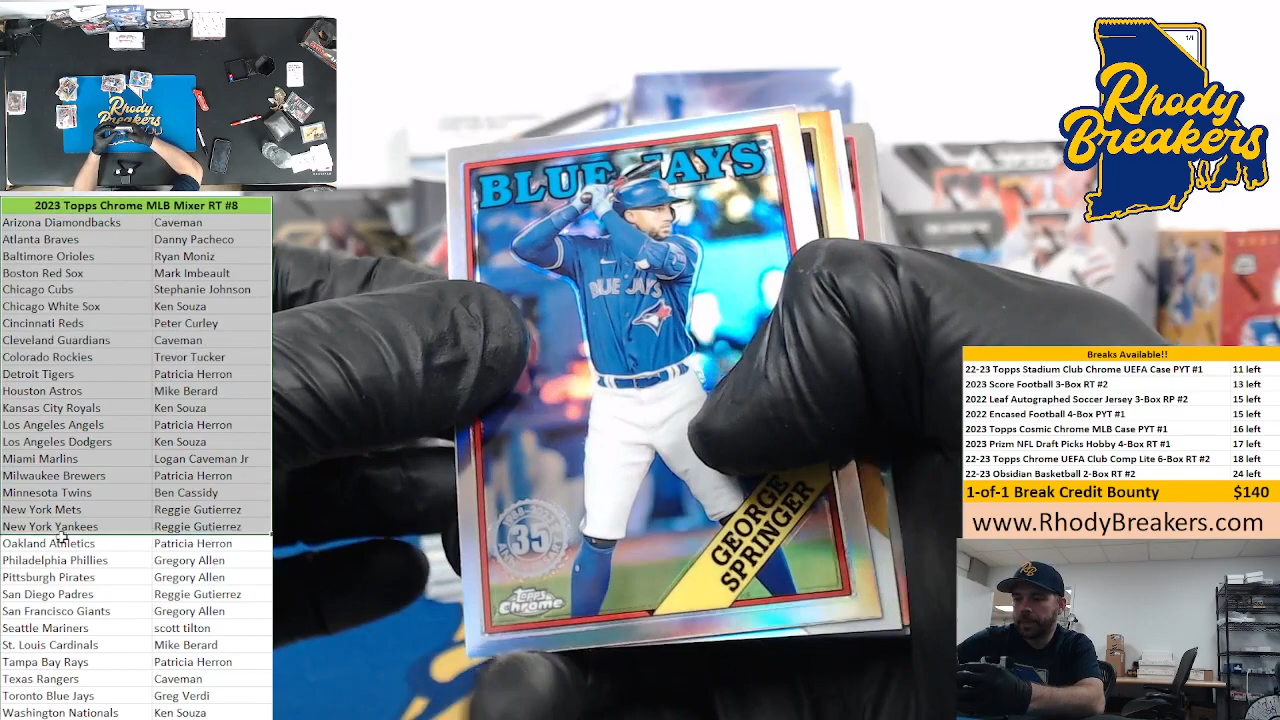 Rhody
Breakers
2023 Topps Chrome MLB Mixer RT #8
Arizona Diamondbacks Caveman
Atlanta Braves Danny Pacheco
Baltimore Orioles Ryan Moniz
Boston Red Sox Mark Imbeault
Chicago Cubs Stephanie Johnson
Chicago White Sox Ken Souza
Cincinnati Reds Peter Curley
Cleveland Guardians Caveman
Colorado Rockies Trevor Tucker
Detroit Tigers Patricia Herron
Houston Astros Mike Berard
Kansas City Royals Ken Souza
Los Angeles Angels Patricia Herron
Los Angeles Dodgers Ken Souza
Miami Marlins Logan Caveman Jr
Milwaukee Brewers Patricia Herron
Minnesota Twins Ben Cassidy
New York Mets Reggie Gutierrez
New York Yankees Reggie Gutierrez
Oakland Athletics Patricia Herron
Philadelphia Phillies Gregory Allen
Pittsburgh Pirates Gregory Allen
San Diego Padres Reggie Gutierrez
San Francisco Giants Gregory Allen
Seattle Mariners scott tilton
St. Louis Cardinals Mike Berard
Tampa Bay Rays Patricia Herron
Texas Rangers Caveman
Toronto Blue Jays Greg Verdi
Washington Nationals Ken Souza
BLUE JAYS
BLUE JAYS
35
Topps
Chrome
GEORGE
SPRINGER
1/1
Rhody
Breakers
Breaks Available!!
22-23 Topps Stadium Club Chrome UEFA Case PYT #1 11 left
2023 Score Football 3-Box RT #2 13 left
2022 Leaf Autographed Soccer Jersey 3-Box RP #2 15 left
2022 Encased Football 4-Box PYT #1 15 left
2023 Topps Cosmic Chrome MLB Case PYT #1 16 left
2023 Prizm NFL Draft Picks Hobby 4-Box RT #1 17 left
22-23 Topps Chrome UEFA Club Comp Lite 6-Box RT #2 18 left
22-23 Obsidian Basketball 2-Box RT #2 24 left
1-of-1 Break Credit Bounty $140
www.RhodyBreakers.com